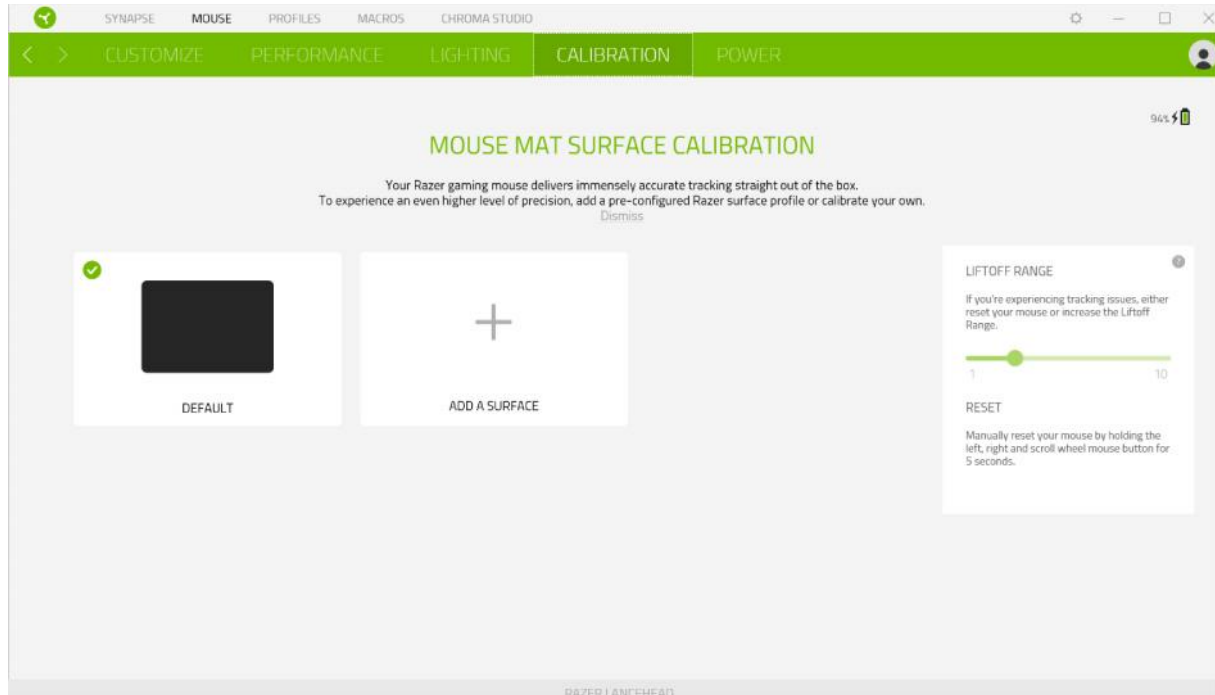 SYNAPSE MOUSE PROFILES MACROS CHROMA STUDIO
CUSTOMIZE PERFORMANCE LIGHTING CALIBRATION POWER
94%
MOUSE MAT SURFACE CALIBRATION
Your Razer gaming mouse delivers immensely accurate tracking straight out of the box.
To experience an even higher level of precision, add a pre-configured Razer surface profile or calibrate your own.
Dismiss
DEFAULT
ADD A SURFACE
LIFTOFF RANGE
?
If you're experiencing tracking issues, either
reset your mouse or increase the Liftoff
Range.
1 10
RESET
Manually reset your mouse by holding the
left, right and scroll wheel mouse button for
5 seconds.
RAZER LANCEHEAD